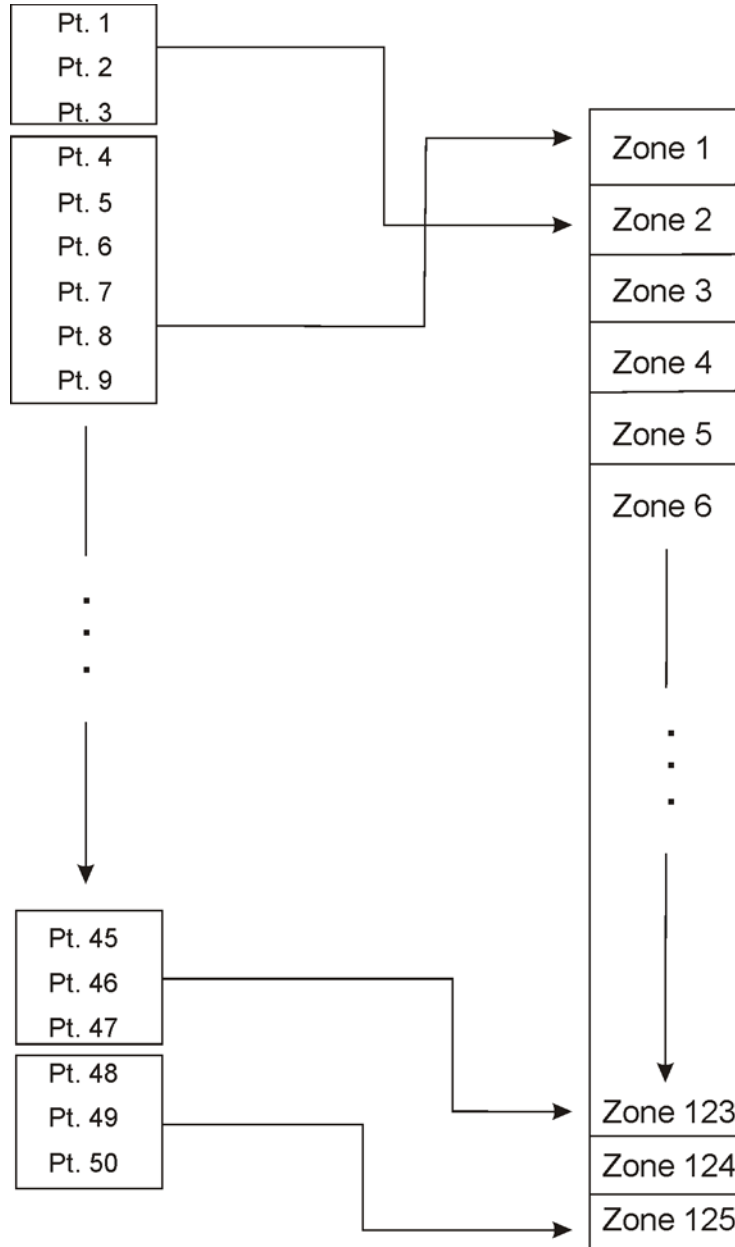 Pt. 1
Pt. 2
Pt. 3
Pt. 4
Pt. 5
Pt. 6
Pt. 7
Pt. 8
Pt. 9
Pt. 45
Pt. 46
Pt. 47
Pt. 48
Pt. 49
Pt. 50
Zone 1
Zone 2
Zone 3
Zone 4
Zone 5
Zone 6
Zone 123
Zone 124
Zone 125